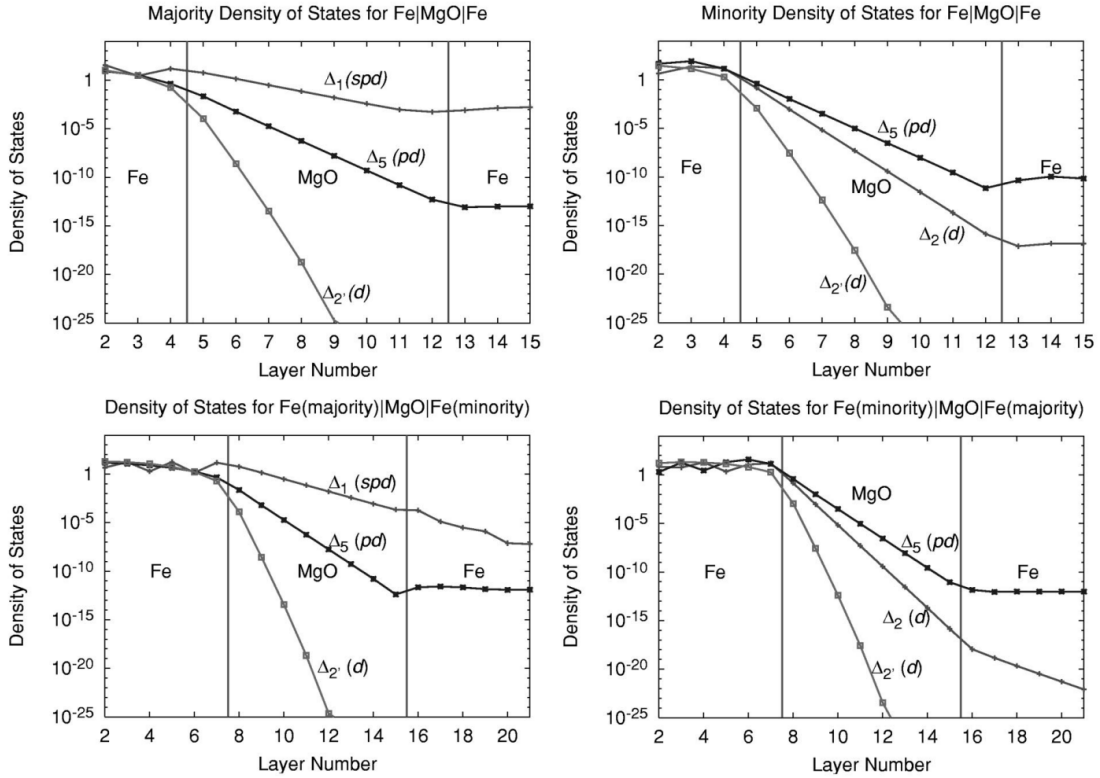 Majority Density of States for Fe|MgO|Fe
Density of States
1
10-5
10-10
10-15
10-20
10-25
Δ1(spd)
Δ5(pd)
Fe
MgO
Fe
Δ2'(d)
2 3 4 5 6 7 8 9 10 11 12 13 14 15
Layer Number
Minority Density of States for Fe|MgO|Fe
Density of States
1
10-5
10-10
10-15
10-20
10-25
Δ5 (pd)
Fe
Fe
MgO
Δ2 (d)
Δ2'(d)
2 3 4 5 6 7 8 9 10 11 12 13 14 15
Layer Number
Density of States for Fe(majority)|MgO|Fe(minority)
Density of States
1
10-5
10-10
10-15
10-20
10-25
Δ1 (spd)
Δ5 (pd)
Fe
MgO
Fe
Δ2' (d)
2 4 6 8 10 12 14 16 18 20
Layer Number
Density of States for Fe(minority)|MgO|Fe(majority)
Density of States
1
10-5
10-10
10-15
10-20
10-25
MgO
Δ5 (pd)
Fe
Fe
Δ2 (d)
Δ2' (d)
2 4 6 8 10 12 14 16 18 20
Layer Number